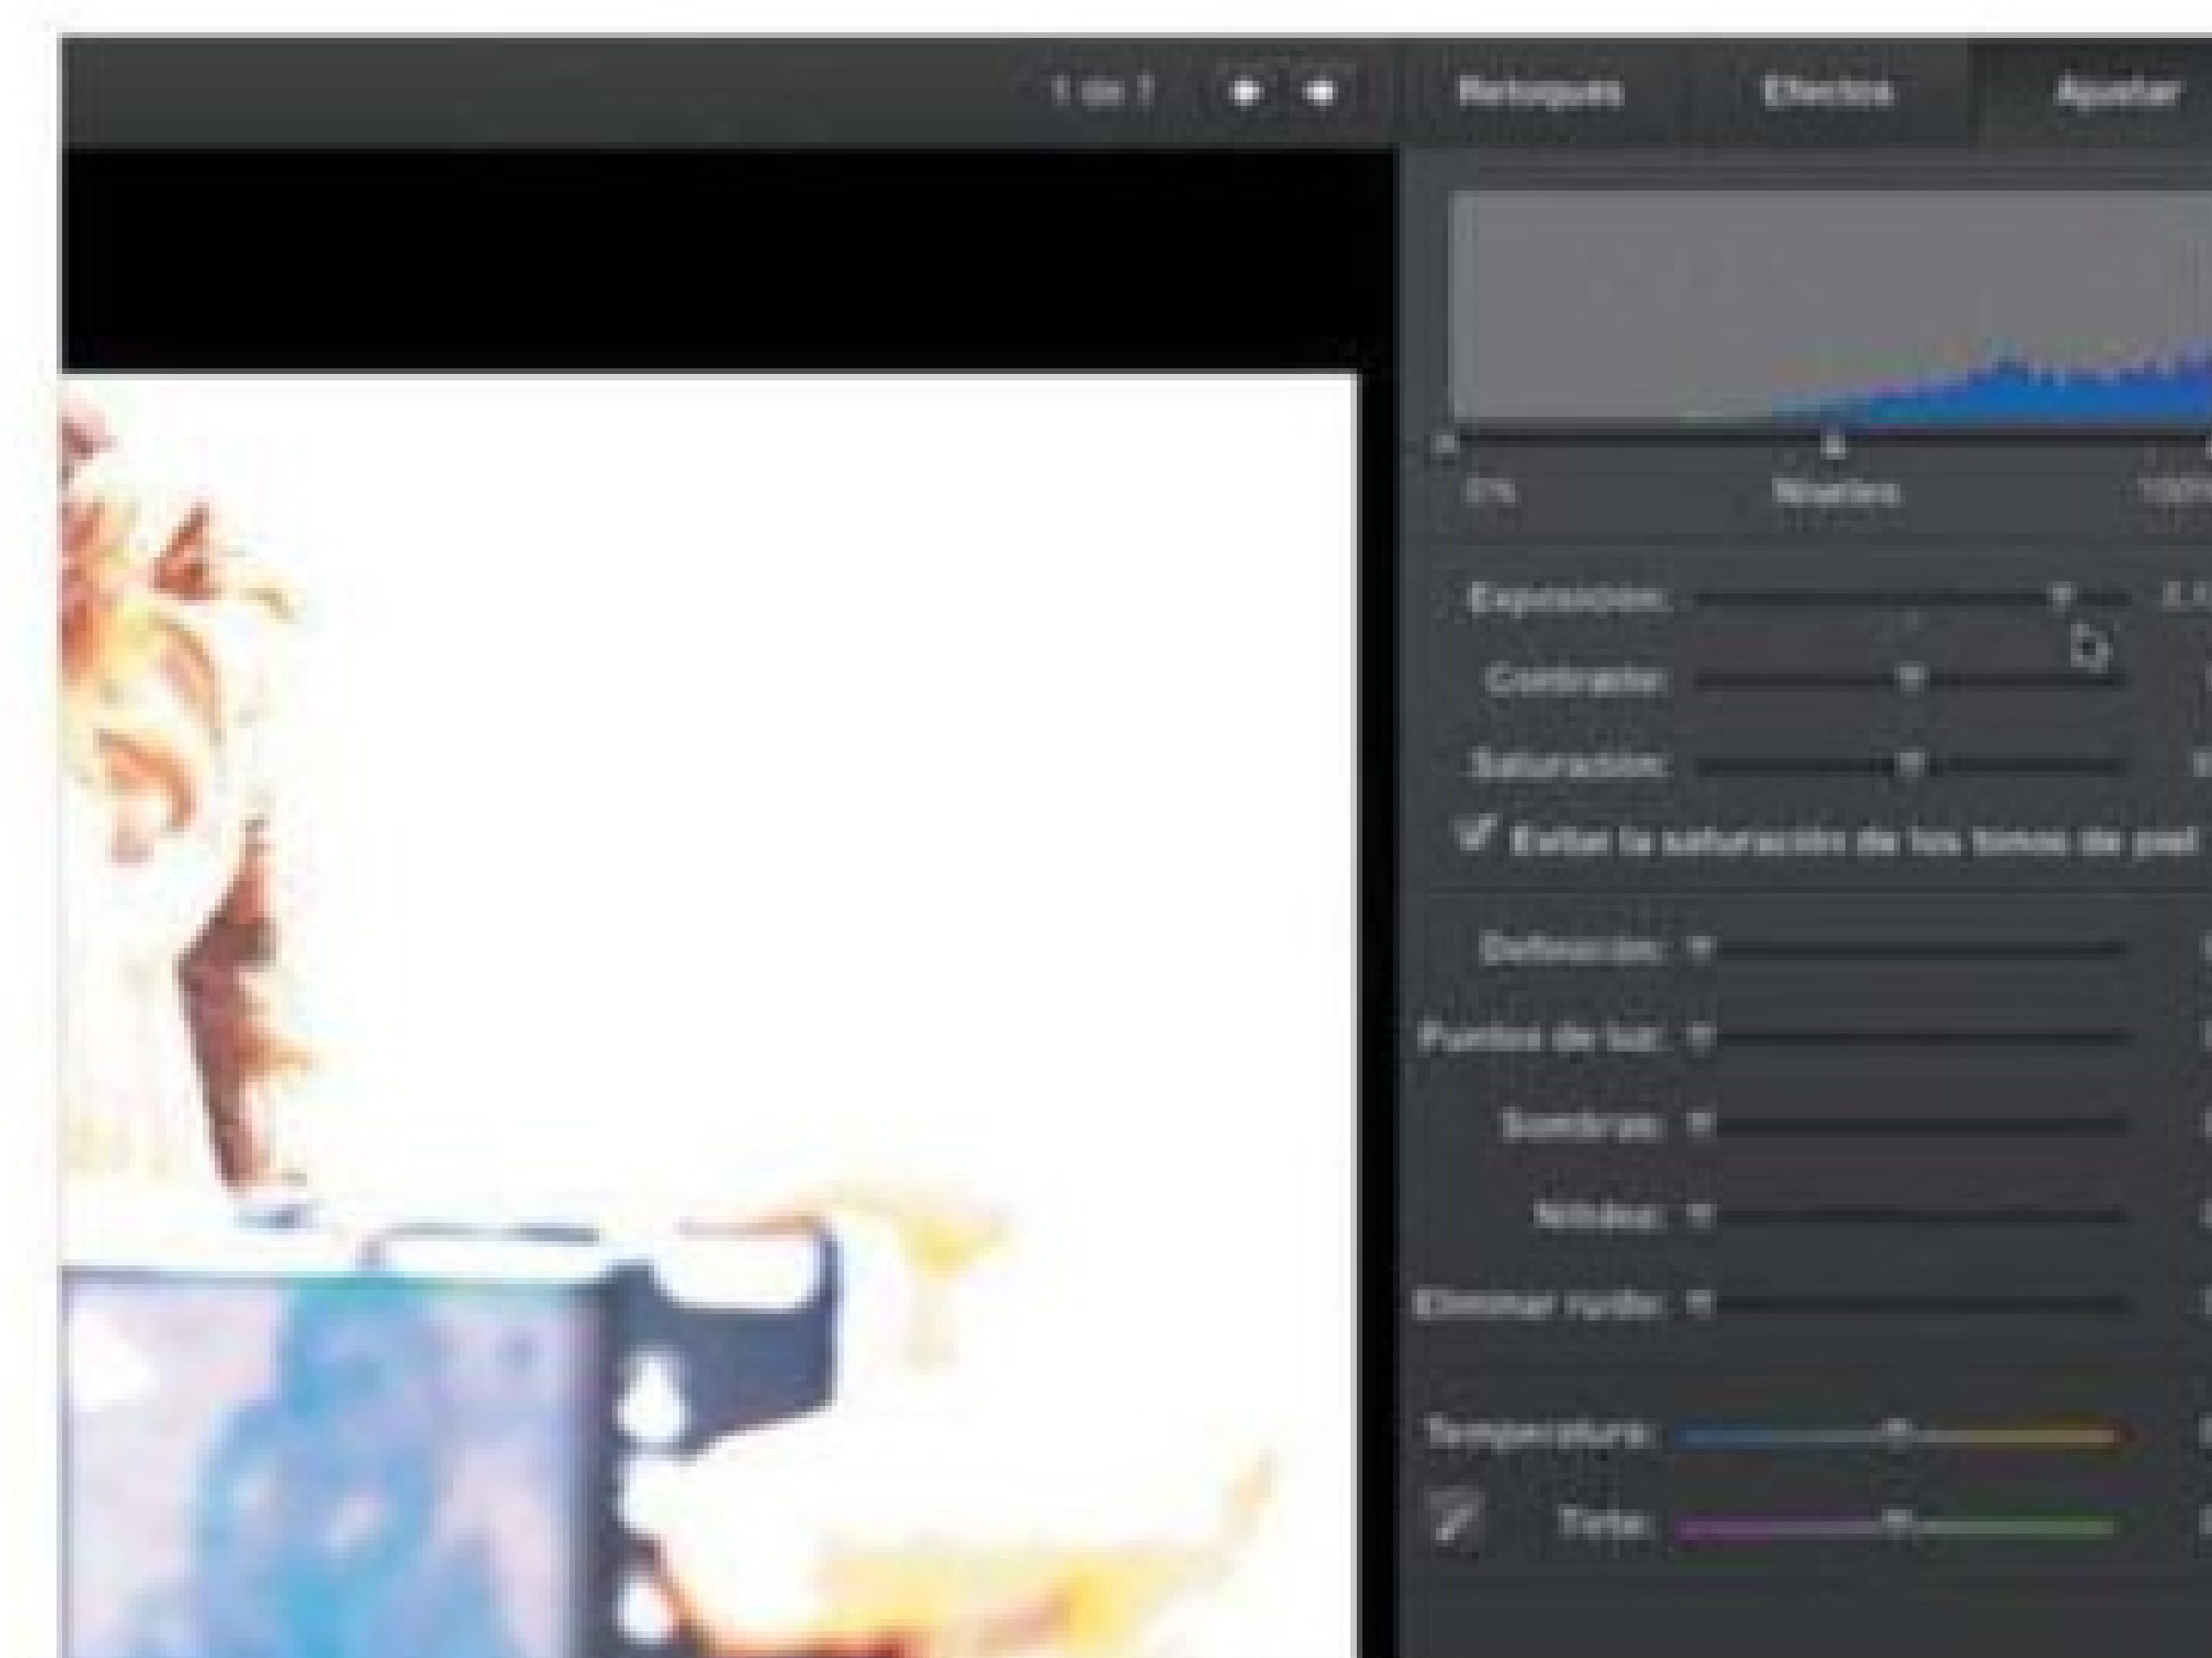 1 de 1
Retoques Efectos Ajustar
0% Niveles
Exposición:
Contraste:
Saturación:
Evitar la saturación de los tonos de piel
Definición:
Puntos de luz:
Sombras:
Nitidez:
Eliminar ruido:
Temperatura:
Tinte: